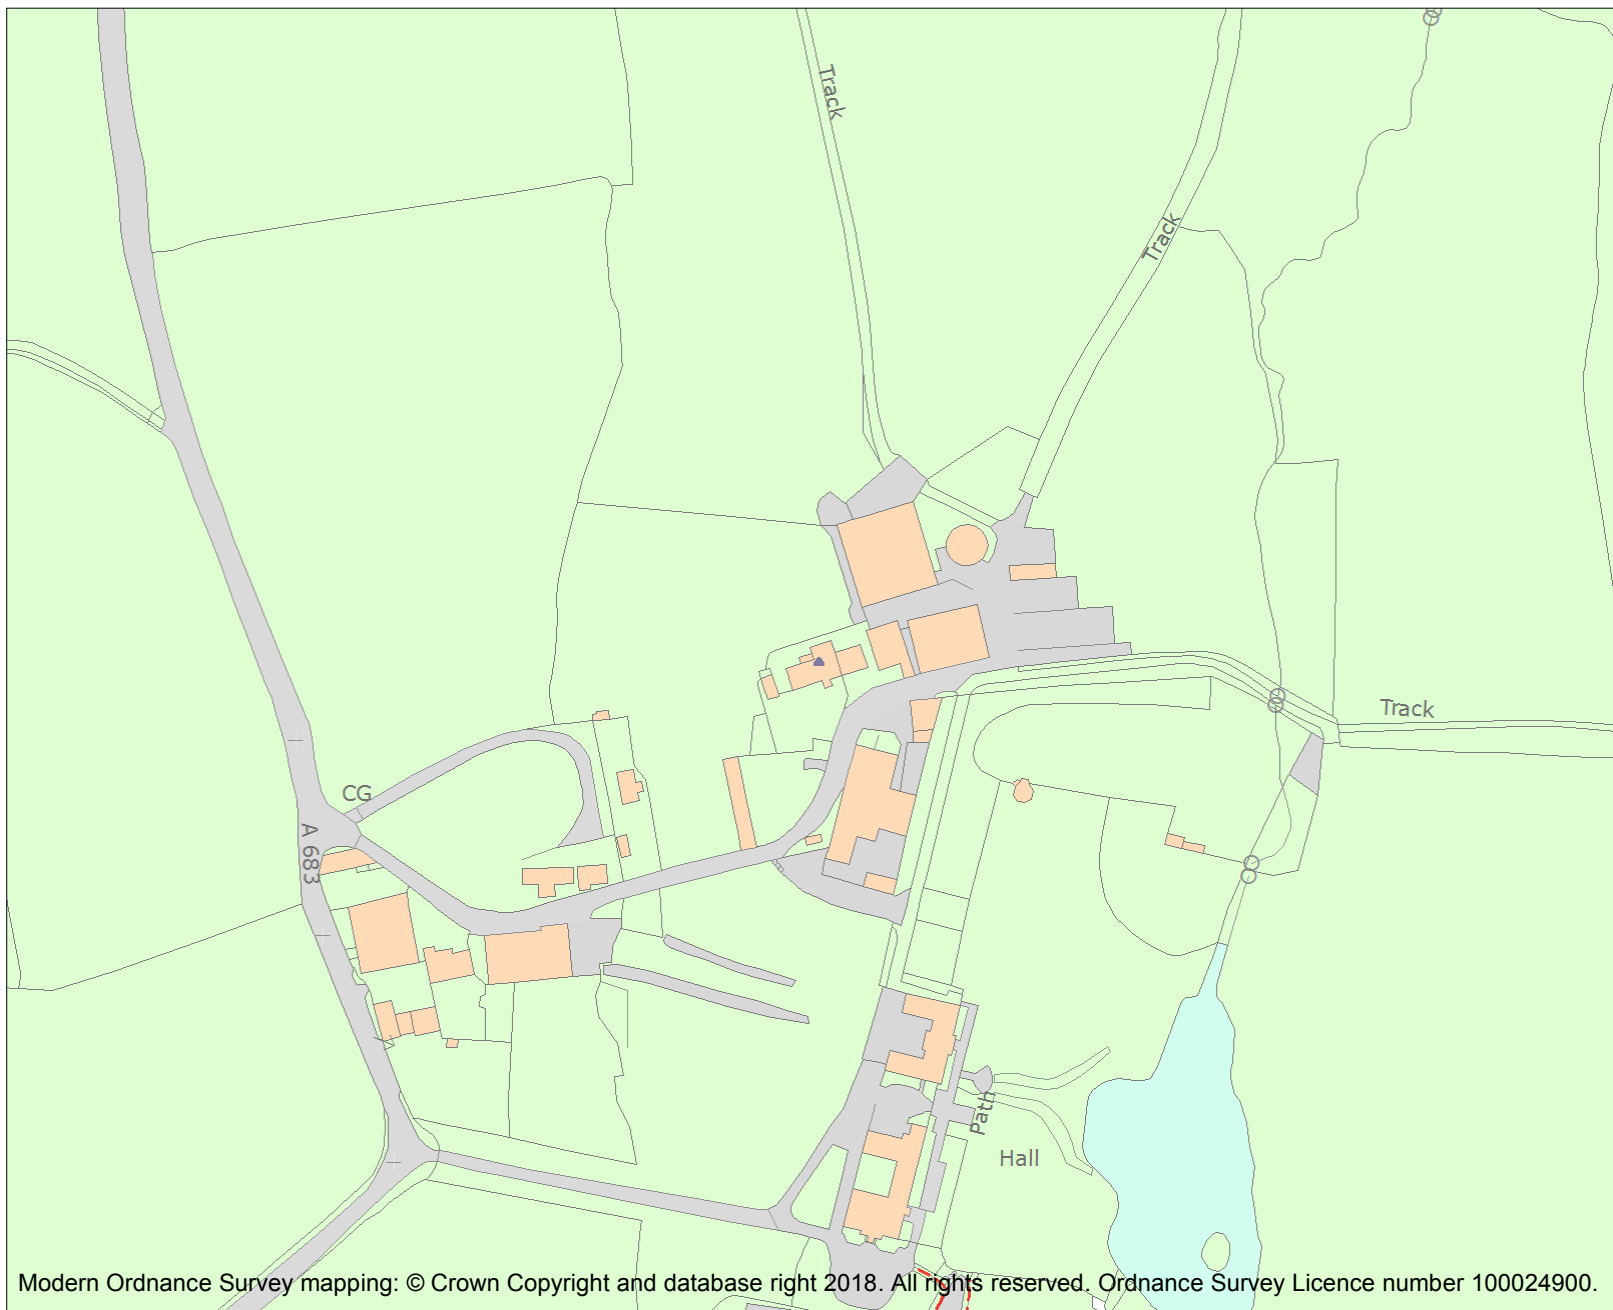 Track
Track
Track
CG
A 683
Path
Hall
Modern Ordnance Survey mapping: © Crown Copyright and database right 2018. All rights reserved. Ordnance Survey Licence number 100024900.